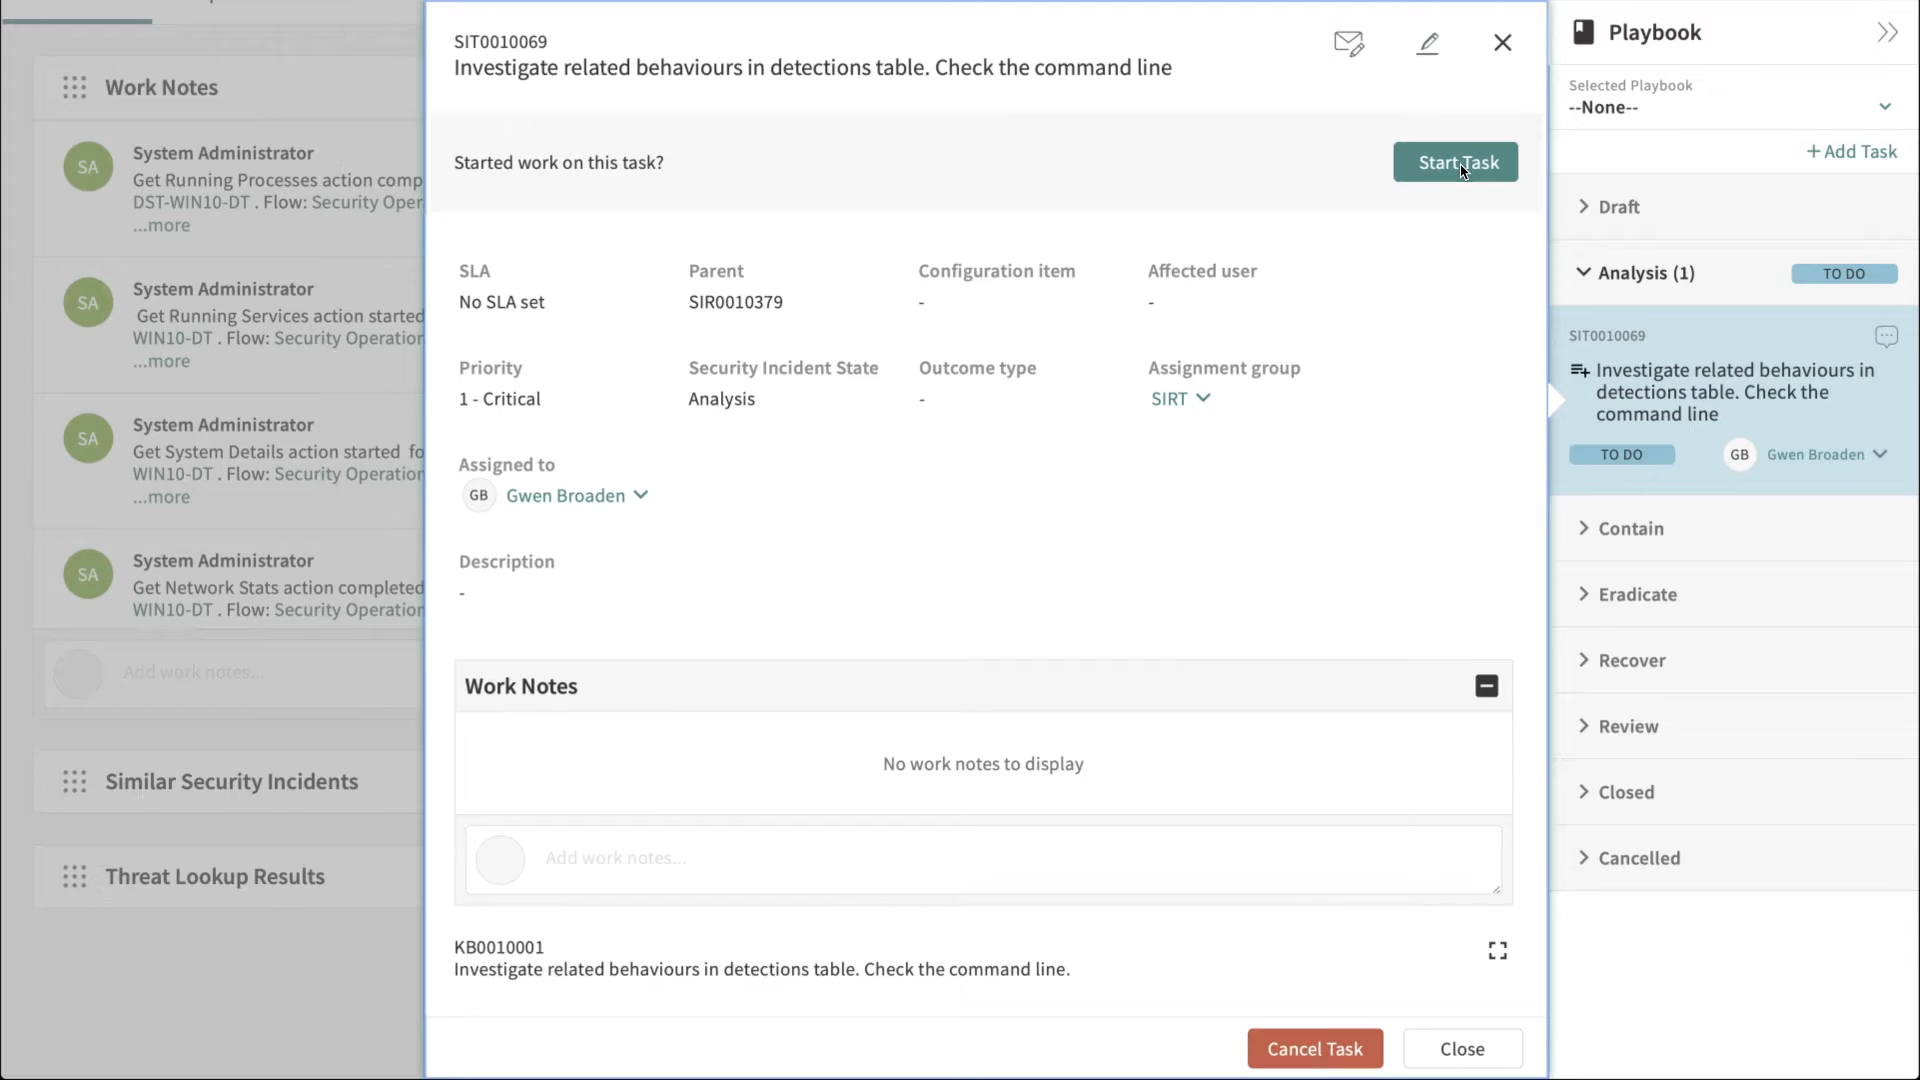 Work Notes
SA
System Administrator
Get Running Processes action comp
DST-WIN10-DT . Flow: Security Oper
...more
SA
System Administrator
Get Running Services action started
WIN10-DT . Flow: Security Operation
...more
SA
System Administrator
Get System Details action started fo
WIN10-DT . Flow: Security Operation
...more
SA
System Administrator
Get Network Stats action completed
WIN10-DT . Flow: Security Operation
Add work notes...
Similar Security Incidents
Threat Lookup Results
SIT0010069
Investigate related behaviours in detections table. Check the command line
Started work on this task?
Start Task
SLA
No SLA set
Parent
SIR0010379
Configuration item
-
Affected user
-
Priority
1 - Critical
Security Incident State
Analysis
Outcome type
-
Assignment group
SIRT
Assigned to
GB Gwen Broaden
Description
-
Work Notes
No work notes to display
Add work notes...
KB0010001
Investigate related behaviours in detections table. Check the command line.
Cancel Task
Close
Playbook
Selected Playbook
--None--
+ Add Task
Draft
Analysis (1)
TO DO
SIT0010069
Investigate related behaviours in
detections table. Check the
command line
TO DO
GB Gwen Broaden
Contain
Eradicate
Recover
Review
Closed
Cancelled